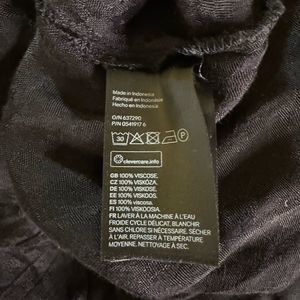 Made in Indonesia
Fabriqué en Indonésie
Hecho en Indonesia
O/N 637290
P/N 0541917 6
30 P
clevercare.info
GB 100% VISCOSE.
CZ 100% VISKÓZA.
DE 100% VISKOSE.
EE 100% VISKOOS.
ES 100% viscosa.
FI 100% VISKOOSIA.
FR LAVER À LA MACHINE À L'EAU
FROIDE CYCLE DÉLICAT. BLANCHIR
SANS CHLORE SI NÉCESSAIRE. SÉCHER
À L'AIR. REPASSER À TEMPÉRATURE
MOYENNE. NETTOYAGE À SEC.